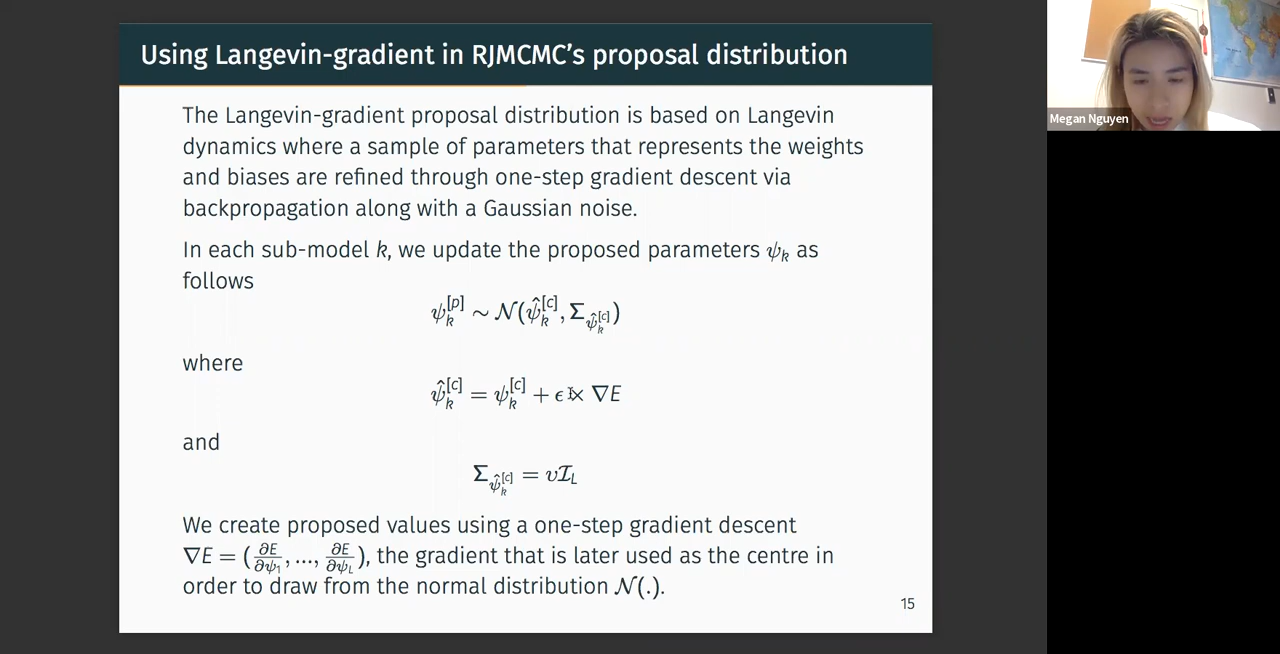 Using Langevin-gradient in RJMCMC's proposal distribution
Megan Nguyen
The Langevin-gradient proposal distribution is based on Langevin
dynamics where a sample of parameters that represents the weights
and biases are refined through one-step gradient descent via
backpropagation along with a Gaussian noise.
In each sub-model k, we update the proposed parameters ψ_k as
follows
ψ_k^{[p]} ∼ 𝒩(ψ̂_k^{[c]}, Σ_{ψ̂_k^{[c]}})
where
ψ̂_k^{[c]} = ψ_k^{[c]} + ϵ × ∇E
and
Σ_{ψ̂_k^{[c]}} = υℐ_L
We create proposed values using a one-step gradient descent
∇E = (∂E/∂ψ_1, ..., ∂E/∂ψ_L), the gradient that is later used as the centre in
order to draw from the normal distribution 𝒩(.).
15